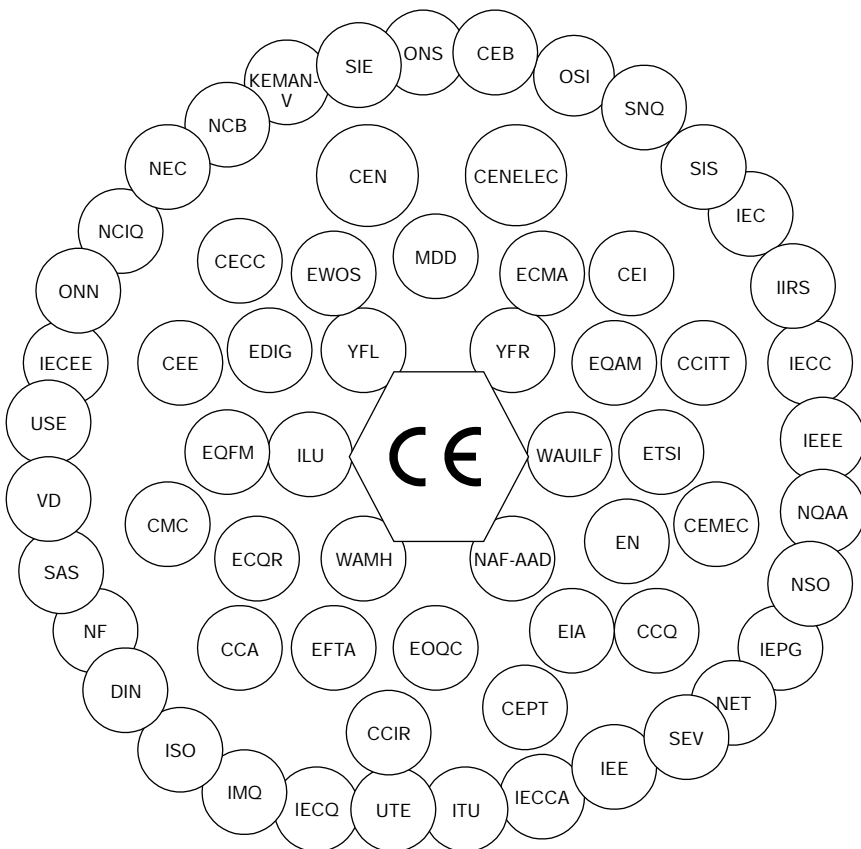 SIE
ONS
CEB
KEMAN-
V
OSI
SNQ
NCB
NEC
SIS
CEN
CENELEC
IEC
NCIQ
CECC
EWOS
MDD
ECMA
CEI
ONN
IIRS
IECEE
CEE
EDIG
YFL
YFR
EQAM
CCITT
IECC
USE
EQFM
ILU
CE
WAUILF
ETSI
IEEE
VD
CMC
CEMEC
NQAA
SAS
ECQR
WAMH
NAF-AAD
EN
NSO
NF
CCA
EFTA
EOQC
EIA
CCQ
IEPG
DIN
CEPT
NET
ISO
CCIR
SEV
IMQ
IECQ
UTE
ITU
IECCA
IEE